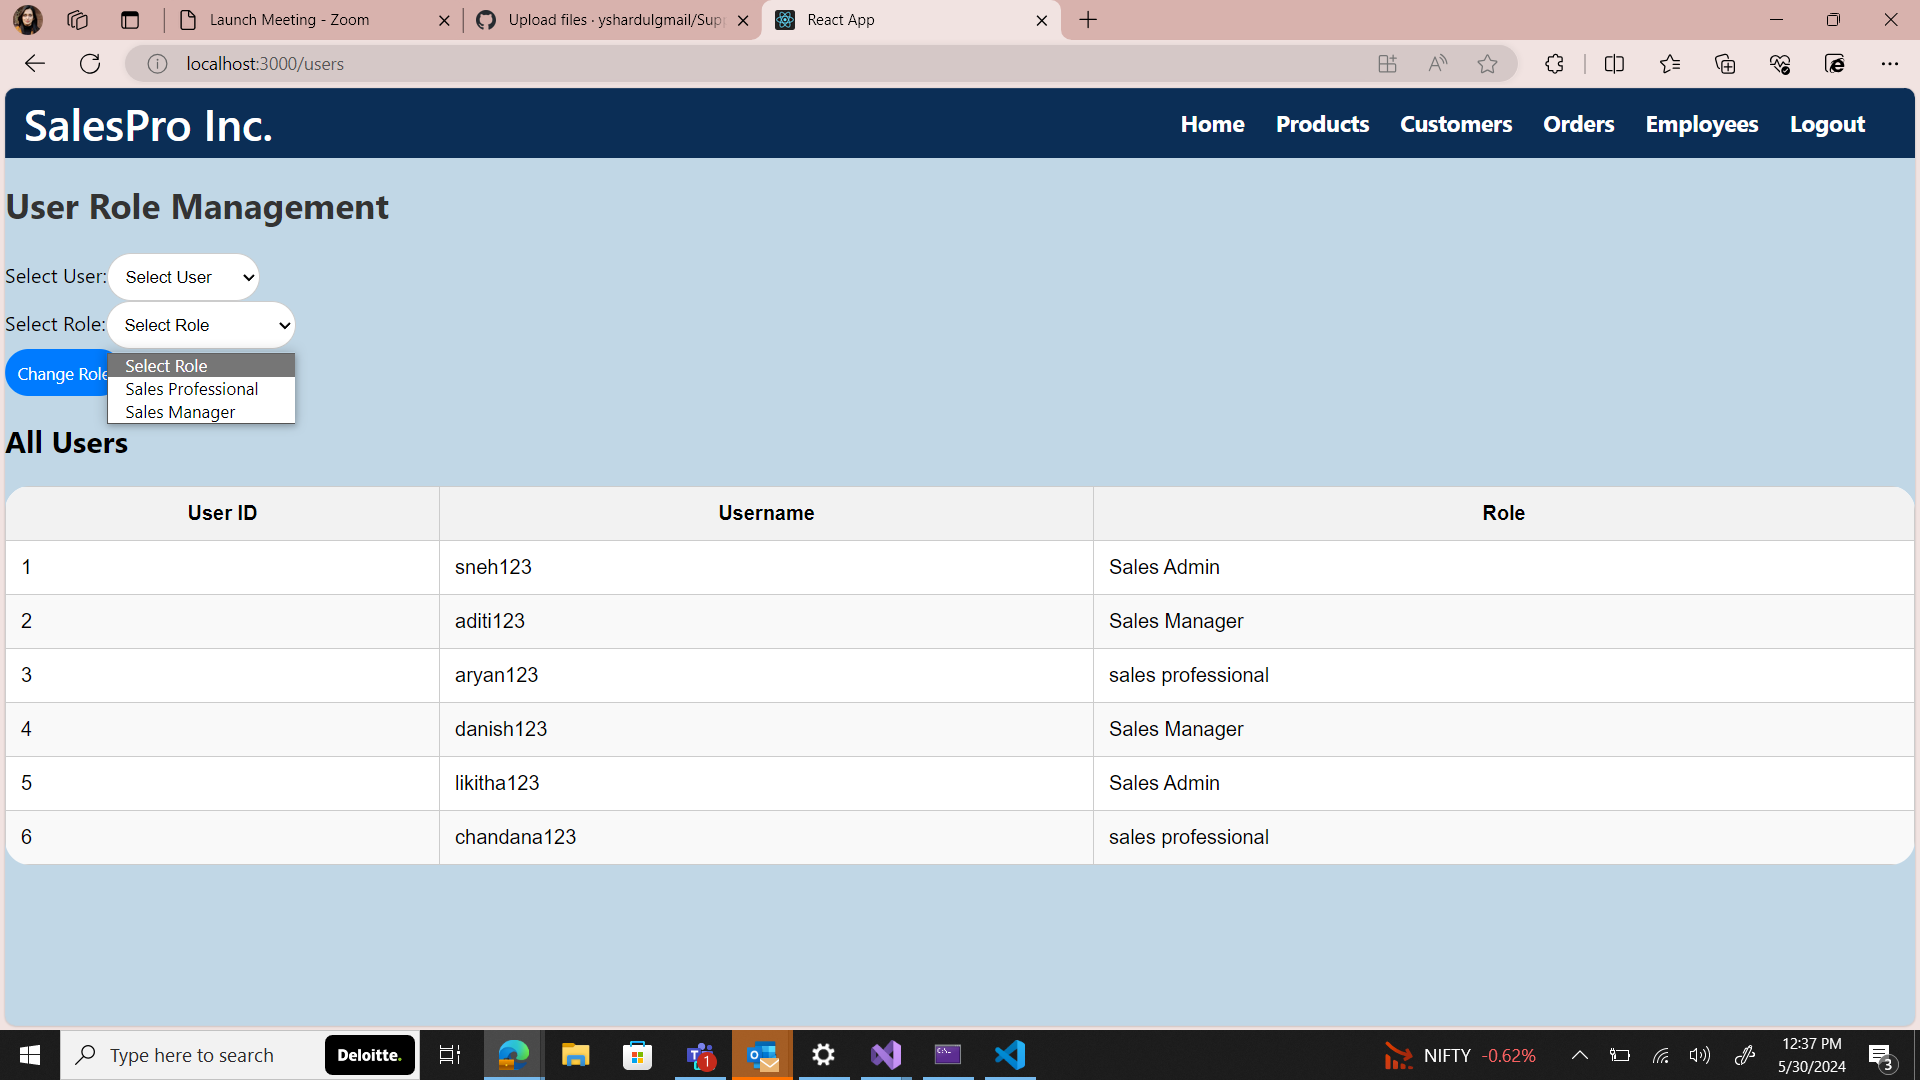 Launch Meeting - Zoom
Upload files · yshardulgmail/Sup
React App
localhost:3000/users
SalesPro Inc.
Home Products Customers Orders Employees Logout
User Role Management
Select User: Select User
Select Role: Select Role
Change Role
Select Role
Sales Professional
Sales Manager
All Users
User ID Username Role
1 sneh123 Sales Admin
2 aditi123 Sales Manager
3 aryan123 sales professional
4 danish123 Sales Manager
5 likitha123 Sales Admin
6 chandana123 sales professional
Type here to search
Deloitte.
1
NIFTY -0.62%
12:37 PM
5/30/2024
3